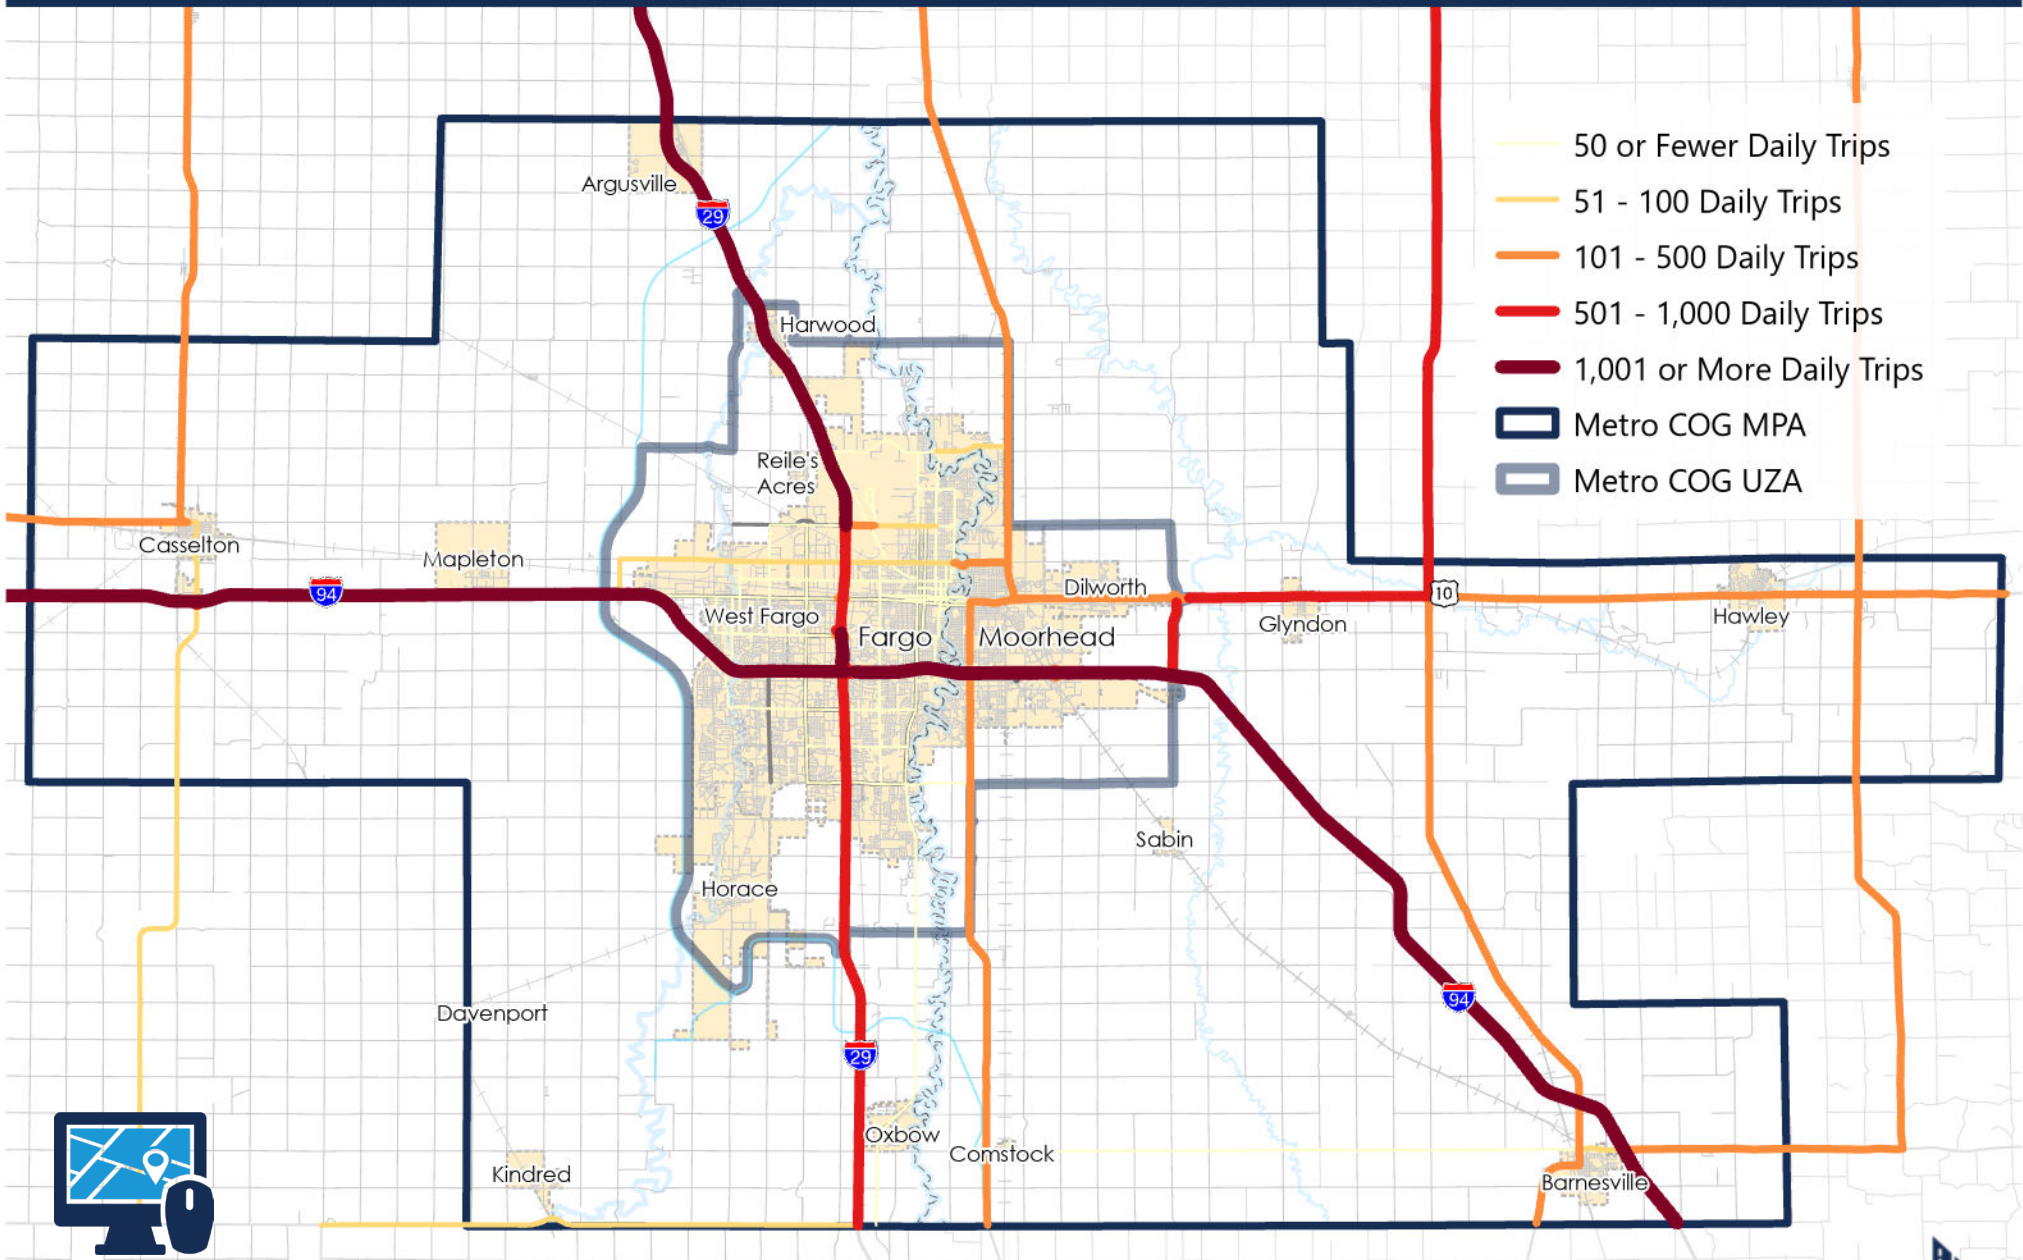 50 or Fewer Daily Trips
51 - 100 Daily Trips
101 - 500 Daily Trips
501 - 1,000 Daily Trips
1,001 or More Daily Trips
Metro COG MPA
Metro COG UZA
Argusville
29
Harwood
Reile's
Acres
Casselton
Mapleton
94
West Fargo
Fargo
Moorhead
Dilworth
Glyndon
10
Hawley
Sabin
Horace
Davenport
94
29
Oxbow
Comstock
Kindred
Barnesville